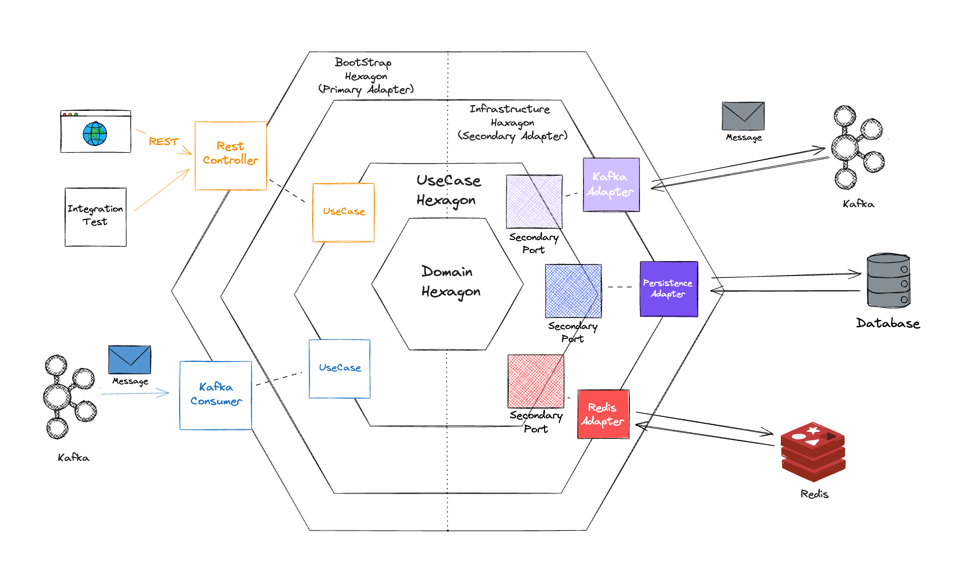 BootStrap
Hexagon
(Primary Adapter)
Infrastructure
Haxagon
(Secondary Adapter)
UseCase
Hexagon
Domain
Hexagon
REST
Rest
Controller
Integration
Test
UseCase
Kafka
Message
Kafka
Consumer
UseCase
Secondary
Port
Kafka
Adapter
Message
Kafka
Secondary
Port
Persistence
Adapter
Database
Secondary
Port
Redis
Adapter
Redis